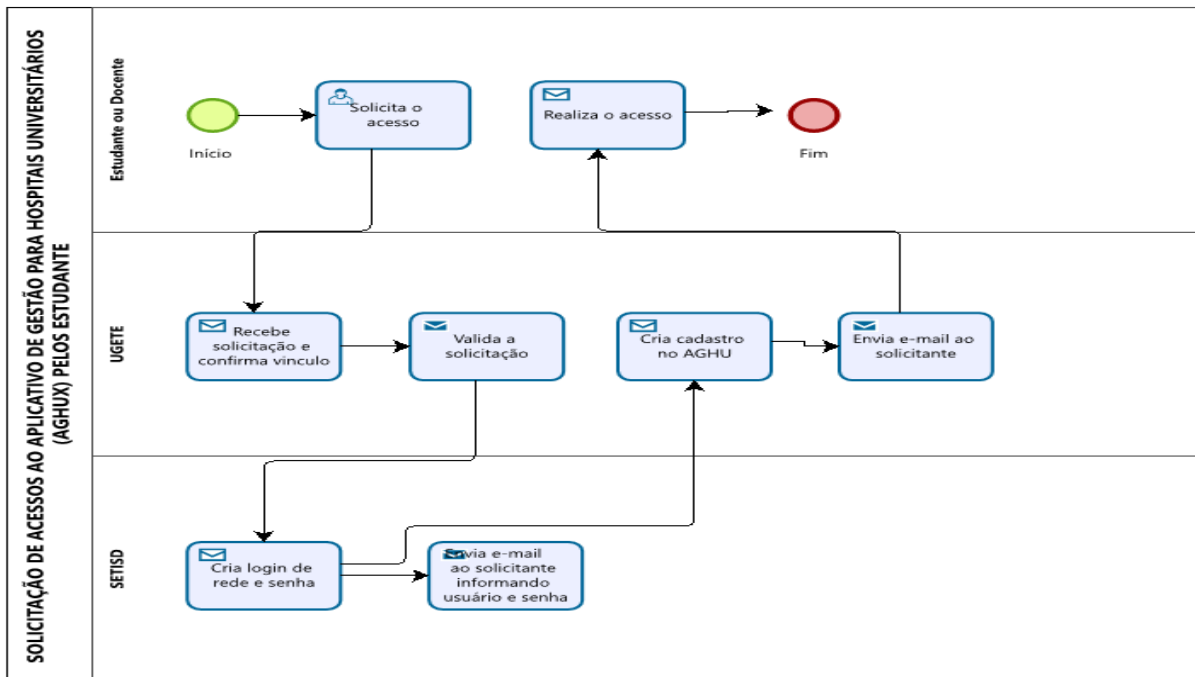 SOLICITAÇÃO DE ACESSOS AO APLICATIVO DE GESTÃO PARA HOSPITAIS UNIVERSITÁRIOS
(AGHUX) PELOS ESTUDANTE
Estudante ou Docente
Início
Solicita o
acesso
Realiza o acesso
Fim
UGETE
Recebe
solicitação e
confirma vinculo
Valida a
solicitação
Cria cadastro
no AGHU
Envia e-mail ao
solicitante
SETISD
Cria login de
rede e senha
Envia e-mail
ao solicitante
informando
usuário e senha